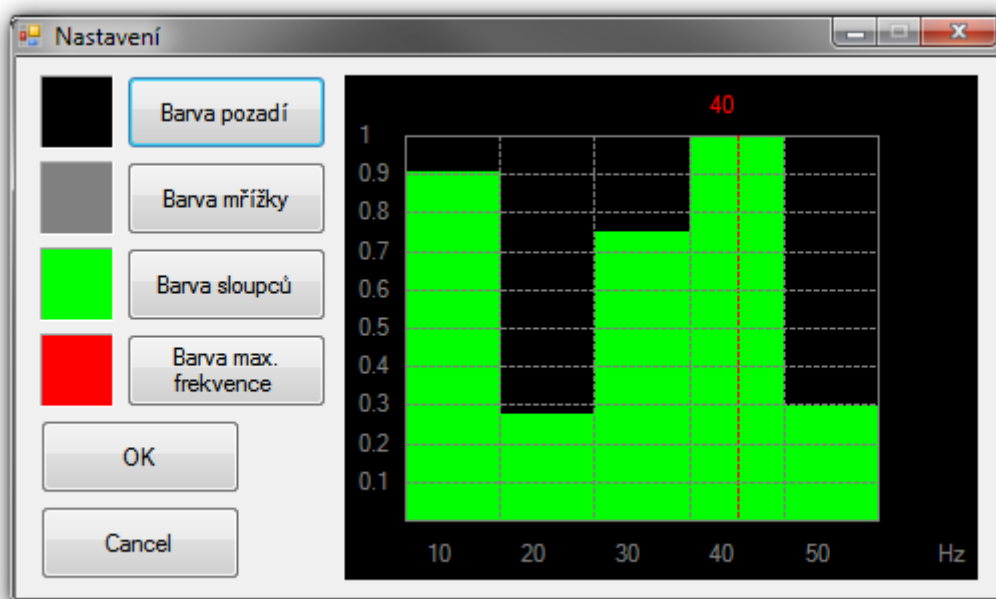 Nastavení
Barva pozadí
Barva mřížky
Barva sloupců
Barva max.
frekvence
OK
Cancel
40
1
0.9
0.8
0.7
0.6
0.5
0.4
0.3
0.2
0.1
10 20 30 40 50 Hz